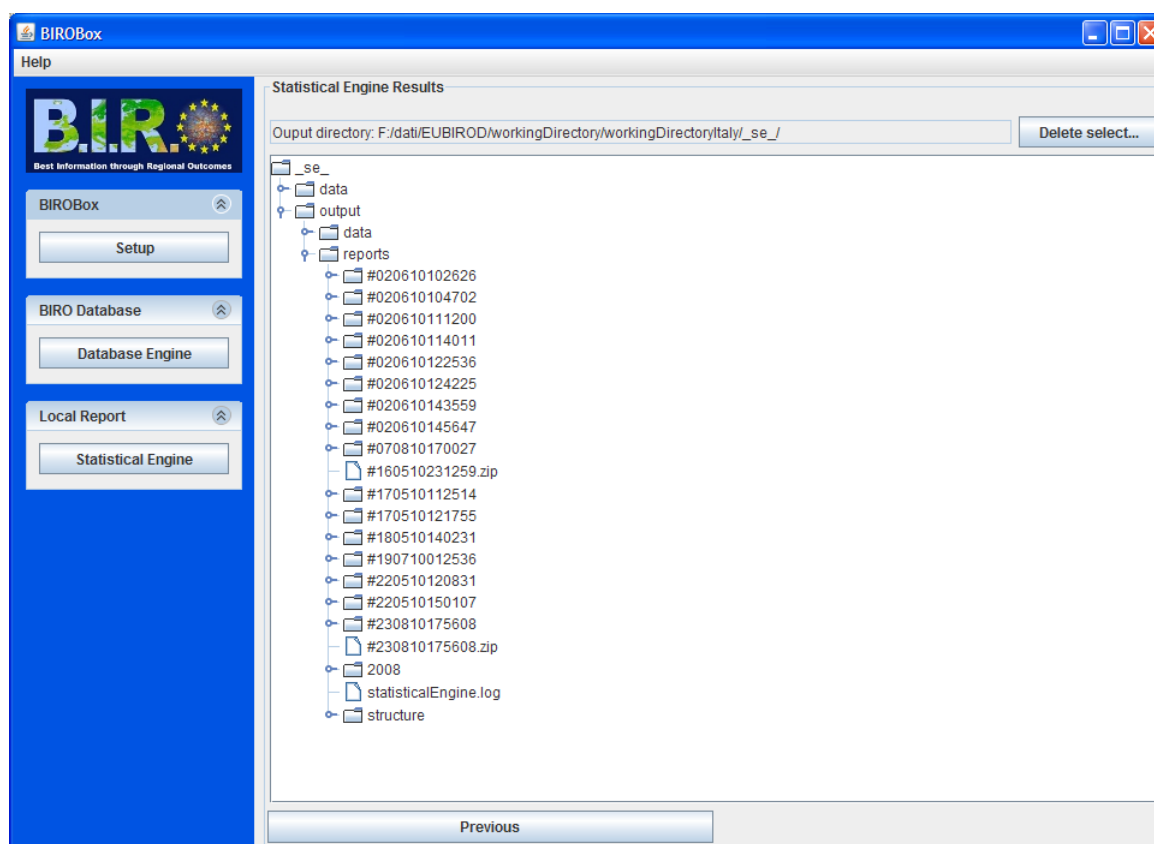 BIROBox
Help
B.I.R.O.
Best Information through Regional Outcomes
BIROBox
Setup
BIRO Database
Database Engine
Local Report
Statistical Engine
Statistical Engine Results
Ouput directory: F:/dati/EUBIROD/workingDirectory/workingDirectoryItaly/_se_/
Delete select...
_se_
data
output
data
reports
#020610102626
#020610104702
#020610111200
#020610114011
#020610122536
#020610124225
#020610143559
#020610145647
#070810170027
#160510231259.zip
#170510112514
#170510121755
#180510140231
#190710012536
#220510120831
#220510150107
#230810175608
#230810175608.zip
2008
statisticalEngine.log
structure
Previous